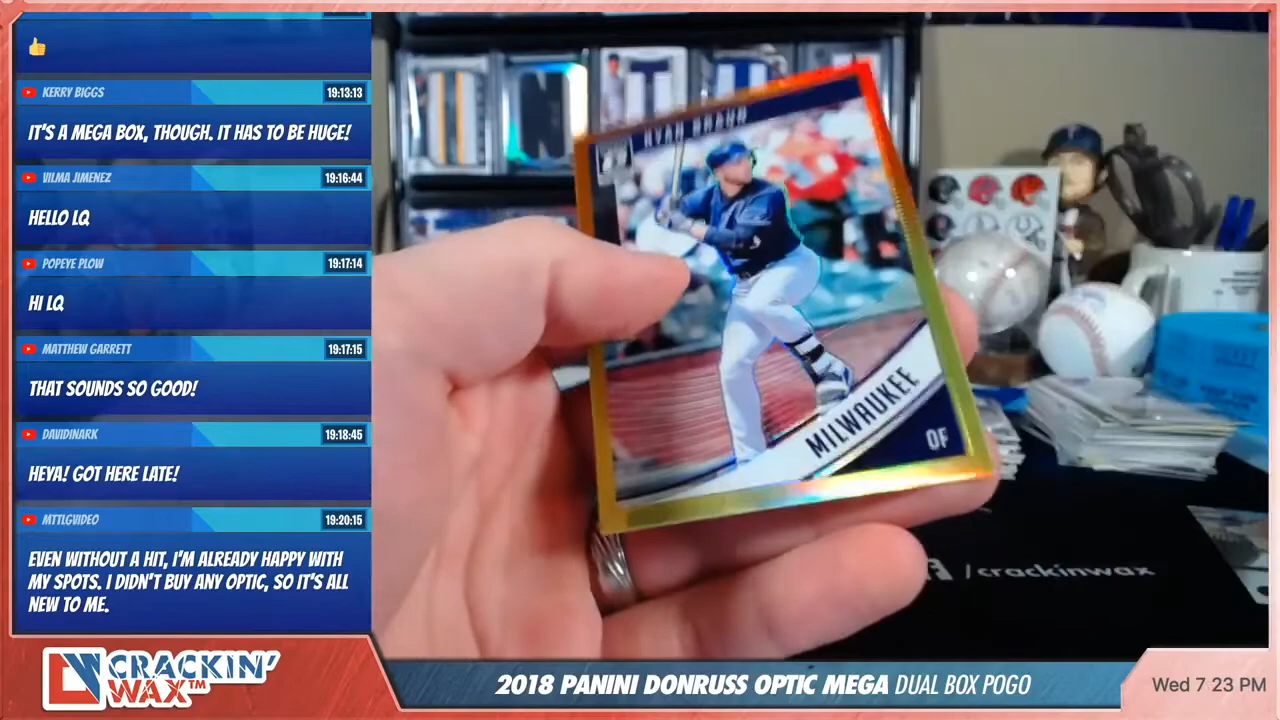 KERRY BIGGS
19:13:13
IT'S A MEGA BOX, THOUGH. IT HAS TO BE HUGE!
VILMA JIMENEZ
19:16:44
HELLO LQ
POPEYE PLOW
19:17:14
HI LQ
MATTHEW GARRETT
19:17:15
THAT SOUNDS SO GOOD!
DAVIDINARK
19:18:45
HEYA! GOT HERE LATE!
MTTLGVIDEO
19:20:15
EVEN WITHOUT A HIT, I'M ALREADY HAPPY WITH
MY SPOTS. I DIDN'T BUY ANY OPTIC, SO IT'S ALL
NEW TO ME.
RYAN BRAUN
MILWAUKEE
OF
f /crackinwax
CRACKIN'
WAX™
2018 PANINI DONRUSS OPTIC MEGA DUAL BOX POGO
Wed 7 23 PM